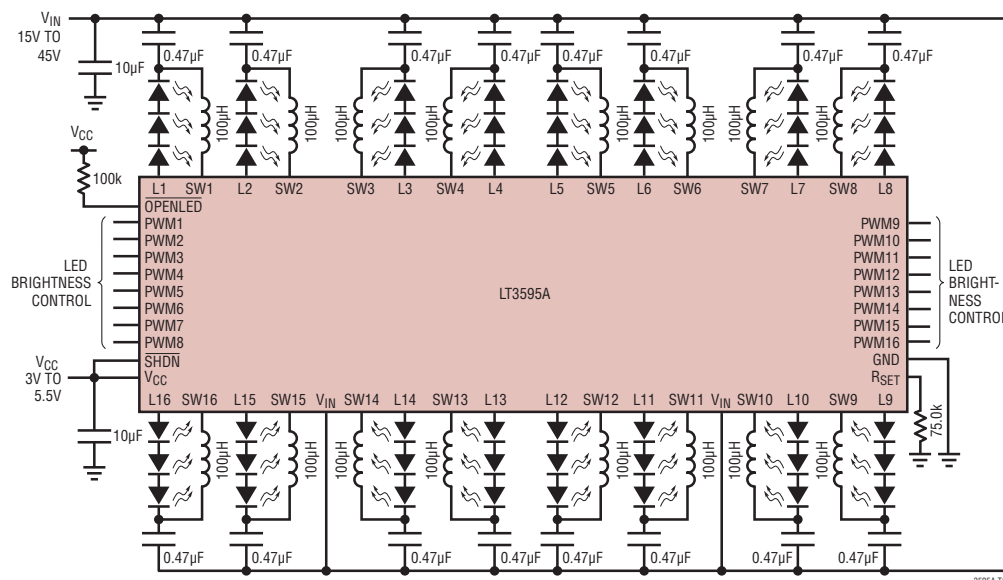 VIN
15V TO
45V
10µF
0.47µF 0.47µF 0.47µF 0.47µF 0.47µF 0.47µF 0.47µF 0.47µF
100µH 100µH 100µH 100µH 100µH 100µH 100µH 100µH
VCC
100k
L1 SW1 L2 SW2 SW3 L3 SW4 L4 L5 SW5 L6 SW6 SW7 L7 SW8 L8
OPENLED
PWM1
PWM2
PWM3
PWM4
PWM5
PWM6
PWM7
PWM8
LED
BRIGHTNESS
CONTROL
SHDN
VCC
LT3595A
PWM9
PWM10
PWM11
PWM12
PWM13
PWM14
PWM15
PWM16
GND
RSET
LED
BRIGHT-
NESS
CONTROL
VCC
3V TO
5.5V
10µF
75.0k
L16 SW16 L15 SW15 VIN SW14 L14 SW13 L13 L12 SW12 L11 SW11 VIN SW10 L10 SW9 L9
100µH 100µH 100µH 100µH 100µH 100µH 100µH 100µH
0.47µF 0.47µF 0.47µF 0.47µF 0.47µF 0.47µF 0.47µF 0.47µF